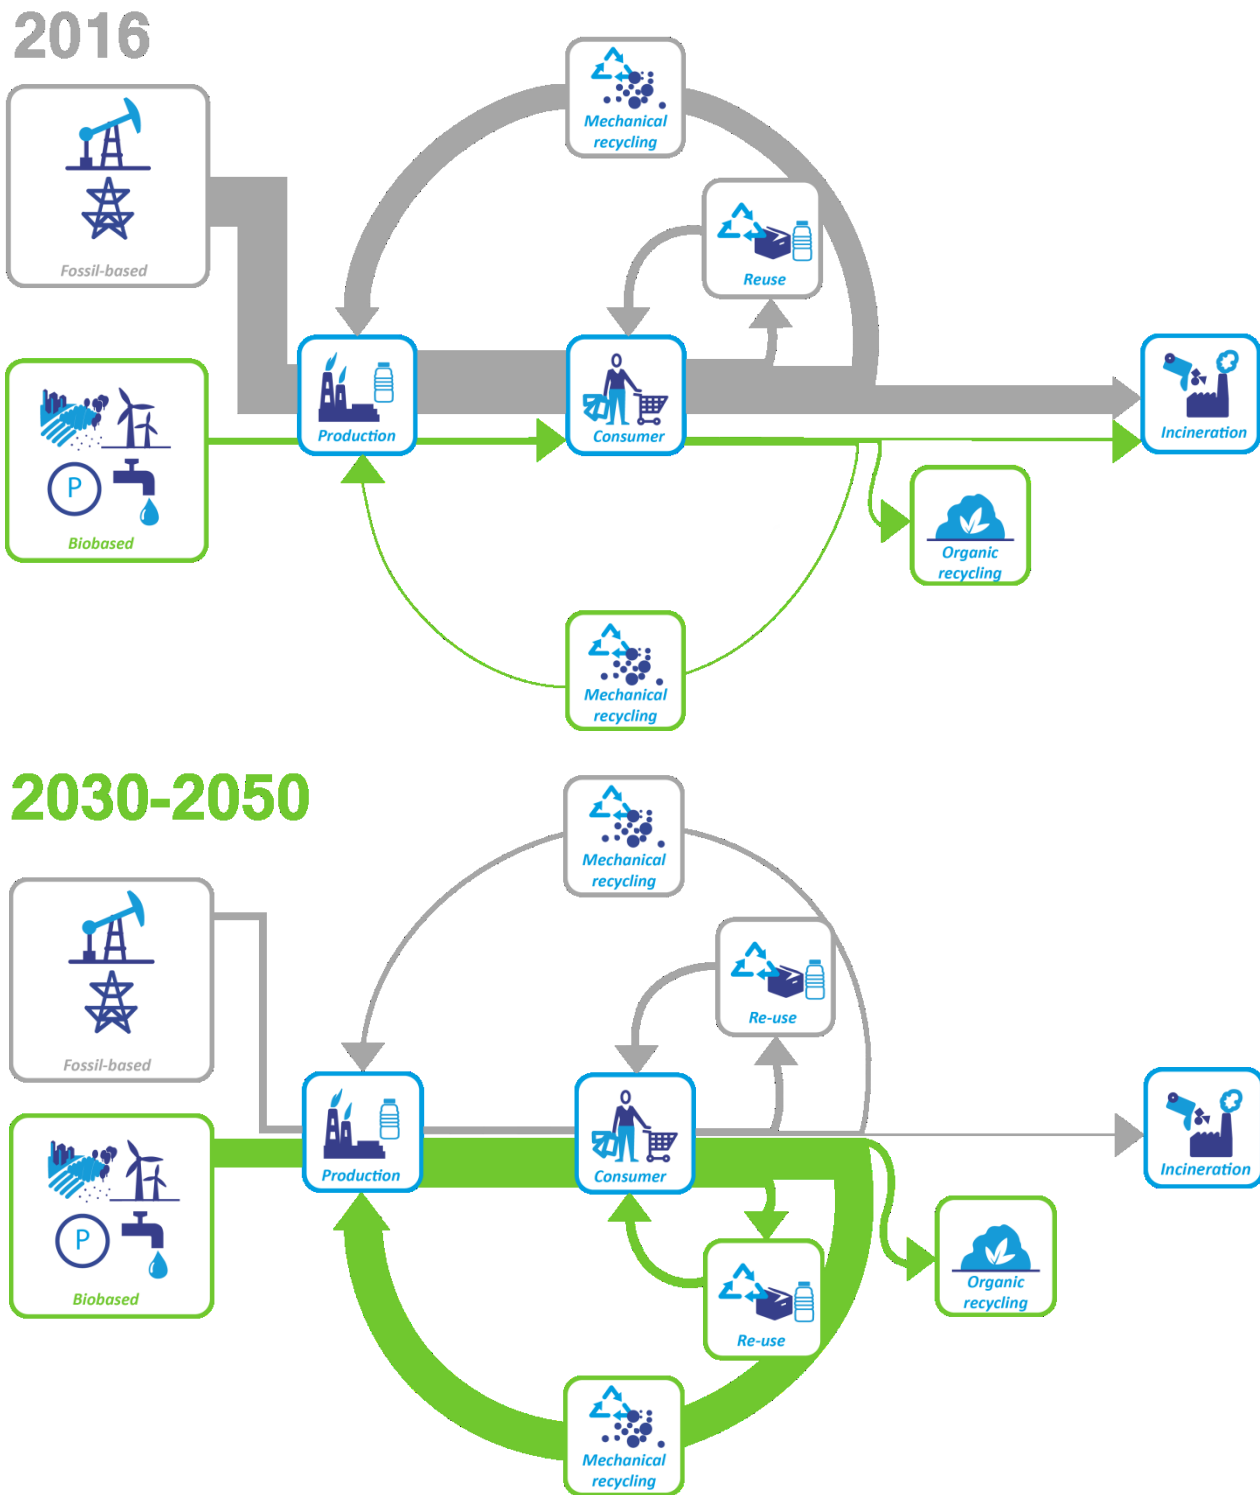 2016
Mechanical
recycling
Fossil-based
Reuse
Production
Consumer
Incineration
P
Biobased
Organic
recycling
Mechanical
recycling
2030-2050
Mechanical
recycling
Fossil-based
Re-use
Production
Consumer
Incineration
P
Biobased
Organic
recycling
Re-use
Mechanical
recycling